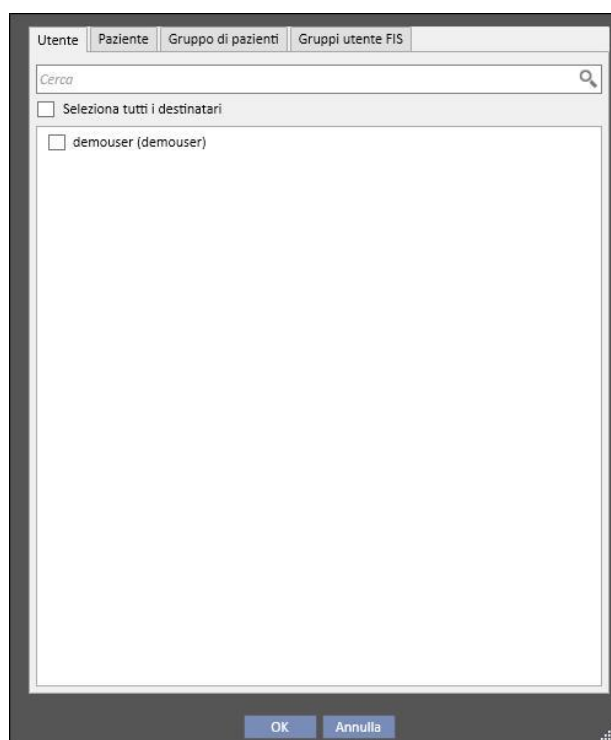 Utente Paziente Gruppo di pazienti Gruppi utente FIS
Cerca
Seleziona tutti i destinatari
demouser (demouser)
OK Annulla